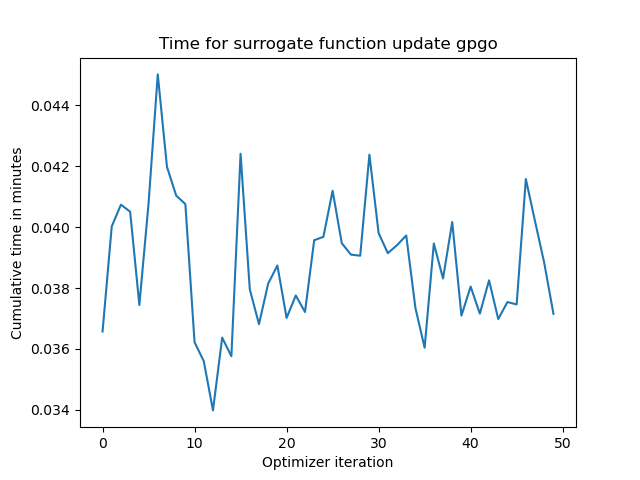 Time for surrogate function update gpgo
0.044
0.042
0.040
0.038
0.036
0.034
Cumulative time in minutes
0 10 20 30 40 50
Optimizer iteration